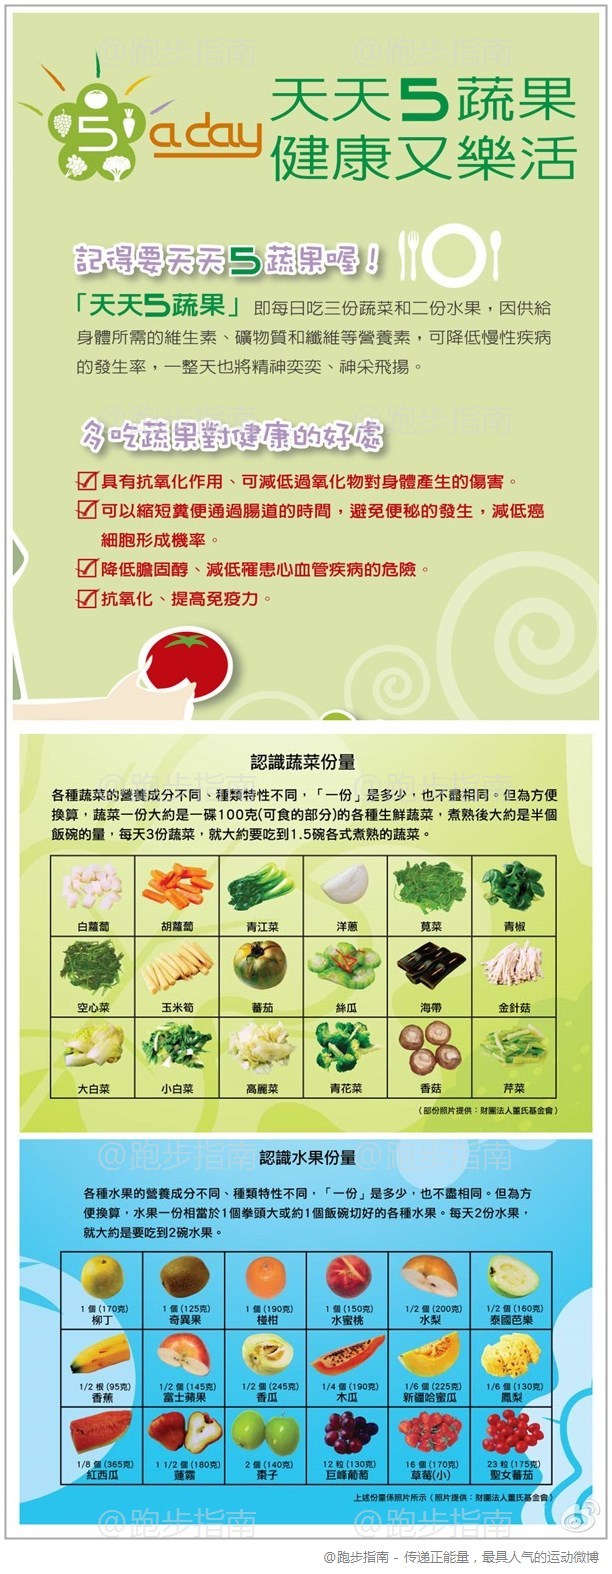 @跑步指南 @跑步指南
5 a day
天天5蔬果
健康又樂活
記得要天天5蔬果喔！
「天天5蔬果」即每日吃三份蔬菜和二份水果，因供給
身體所需的維生素、礦物質和纖維等營養素，可降低慢性疾病
的發生率，一整天也將精神奕奕、神采飛揚。
@跑步指南 @跑步指南
多吃蔬果對健康的好處
具有抗氧化作用、可減低過氧化物對身體產生的傷害。
可以縮短糞便通過腸道的時間，避免便秘的發生，減低癌
細胞形成機率。
降低膽固醇、減低罹患心血管疾病的危險。
抗氧化、提高免疫力。
認識蔬菜份量
@跑步指南 @跑步指南
各種蔬菜的營養成分不同、種類特性不同，「一份」是多少，也不盡相同。但為方便
換算，蔬菜一份大約是一碟100克(可食的部分)的各種生鮮蔬菜，煮熟後大約是半個
飯碗的量，每天3份蔬菜，就大約要吃到1.5碗各式煮熟的蔬菜。
白蘿蔔 胡蘿蔔 青江菜 洋蔥 莧菜 青椒
空心菜 玉米筍 蕃茄 絲瓜 海帶 金針菇
大白菜 小白菜 高麗菜 青花菜 香菇 芹菜
（部份照片提供：財團法人董氏基金會）
@跑步指南 @跑步指南
認識水果份量
各種水果的營養成分不同、種類特性不同，「一份」是多少，也不盡相同。但為方
便換算，水果一份相當於1個拳頭大或約1個飯碗切好的各種水果。每天2份水果，
就大約是要吃到2碗水果。
1 個 (170克) 1 個 (125克) 1 個 (190克) 1 個 (150克) 1/2 個 (200克) 1/2 個 (160克)
柳丁 奇異果 椪柑 水蜜桃 水梨 泰國芭樂
1/2 根 (95克) 1/2 個 (145克) 1/2 個 (245克) 1/4 個 (190克) 1/6 個 (225克) 1/6 個 (130克)
香蕉 富士蘋果 香瓜 木瓜 新疆哈蜜瓜 鳳梨
1/8 個 (365克) 1 1/2 個 (180克) 2 個 (140克) 12 粒 (130克) 16 個 (170克) 23 粒 (175克)
紅西瓜 蓮霧 棗子 巨峰葡萄 草莓(小) 聖女蕃茄
上述份量係照片所示（照片提供：財團法人董氏基金會）
@跑步指南 @跑步指南
@跑步指南 - 传递正能量，最具人气的运动微博